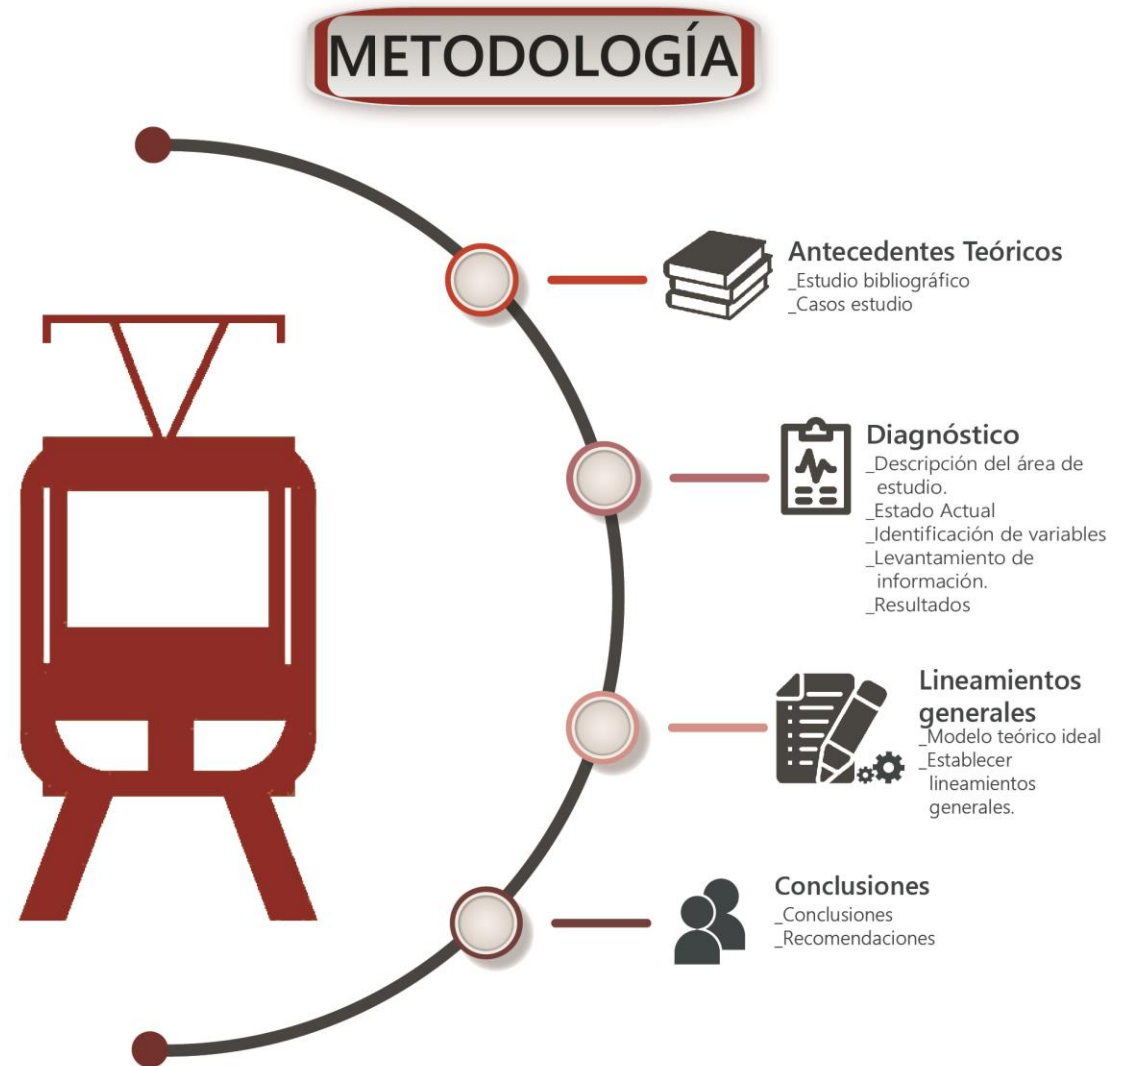 METODOLOGÍA
Antecedentes Teóricos
_Estudio bibliográfico
_Casos estudio
Diagnóstico
_Descripción del área de
estudio.
_Estado Actual
_Identificación de variables
_Levantamiento de
información.
_Resultados
Lineamientos
generales
_Modelo teórico ideal
_Establecer
lineamientos
generales.
Conclusiones
_Conclusiones
_Recomendaciones